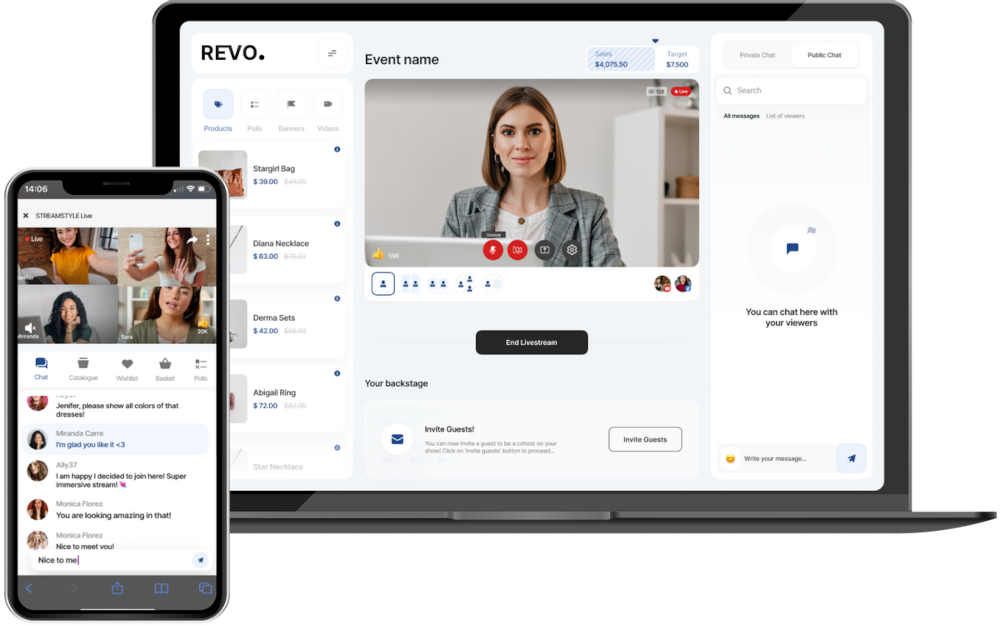 REVO.
Products
Polls
Banners
Videos
Stargirl Bag
$ 39.00 $48.00
Diana Necklace
$ 63.00 $78.00
Derma Sets
$ 42.00 $58.00
Abigail Ring
$ 72.00 $82.00
Star Necklace
Event name
Sales
$4,075.50
Target
$7.500
Live
Unmute
End Livestream
Your backstage
Invite Guests!
You can now invite a guest to be a cohost on your
show! Click on 'invite guests' button to proceed...
Invite Guests
Private Chat
Public Chat
Search
All messages
List of viewers
You can chat here with
your viewers
Write your message...
14:06
STREAMSTYLE Live
Live
Miranda
Sara
20K
Chat
Catalogue
Wishlist
Basket
Polls
Jenifer, please show all colors of that
dresses!
Miranda Carre
I'm glad you like it <3
Ally37
I am happy I decided to join here! Super
immersive stream! 💘
Monica Florez
You are looking amazing in that!
Monica Florez
Nice to meet you!
Nice to me